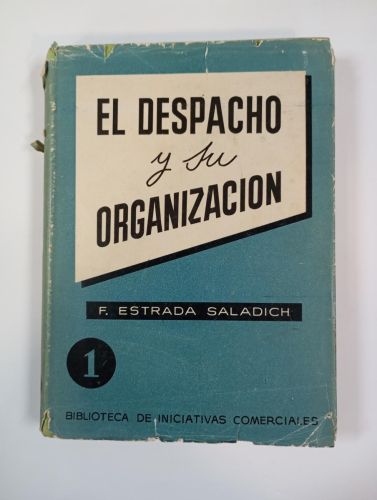 EL DESPACHO
y su
ORGANIZACION
F. ESTRADA SALADICH
1
BIBLIOTECA DE INICIATIVAS COMERCIALES